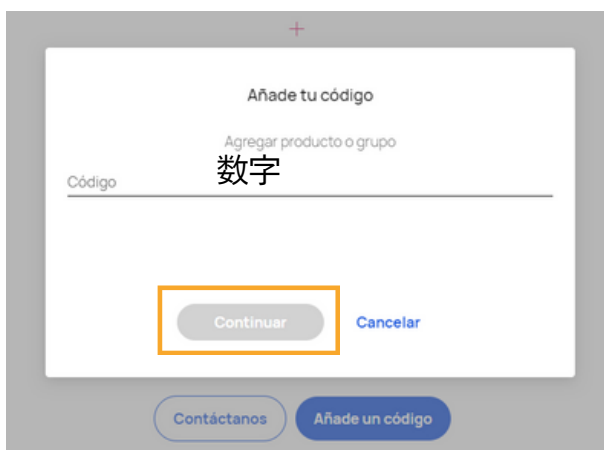 Añade tu código
Agregar producto o grupo
数字
Código
Continuar Cancelar
Contáctanos Añade un código